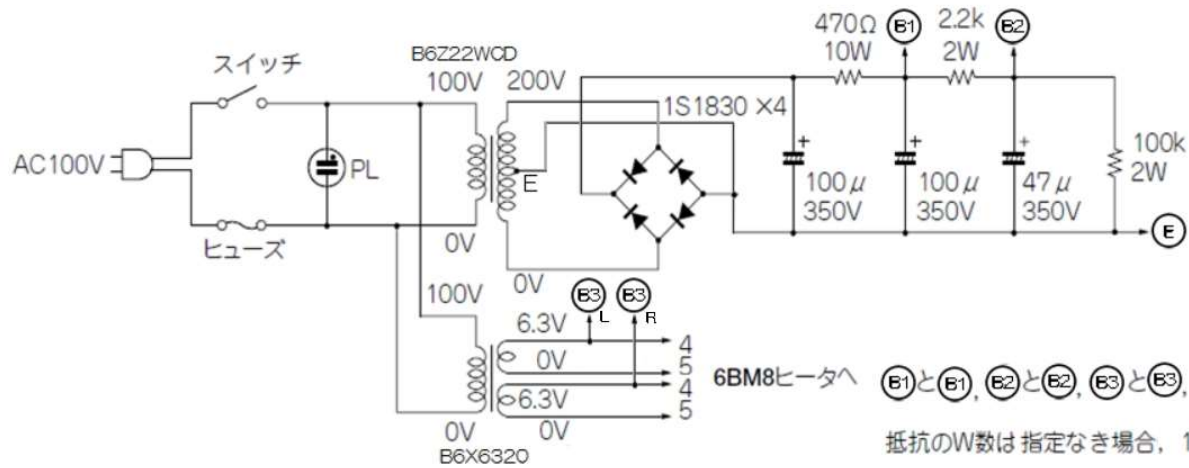 AC100V
スイッチ
ヒューズ
PL
B6Z22WCD
100V
0V
200V
E
0V
1S1830 ×4
470Ω
10W
B1
2.2k
2W
B2
100μ
350V
100μ
350V
47μ
350V
100k
2W
E
100V
0V
B6X6320
6.3V
0V
6.3V
0V
B3
L
B3
R
4
5
4
5
6BM8ヒータへ
B1とB1, B2とB2, B3とB3,
抵抗のW数は指定なき場合, 1